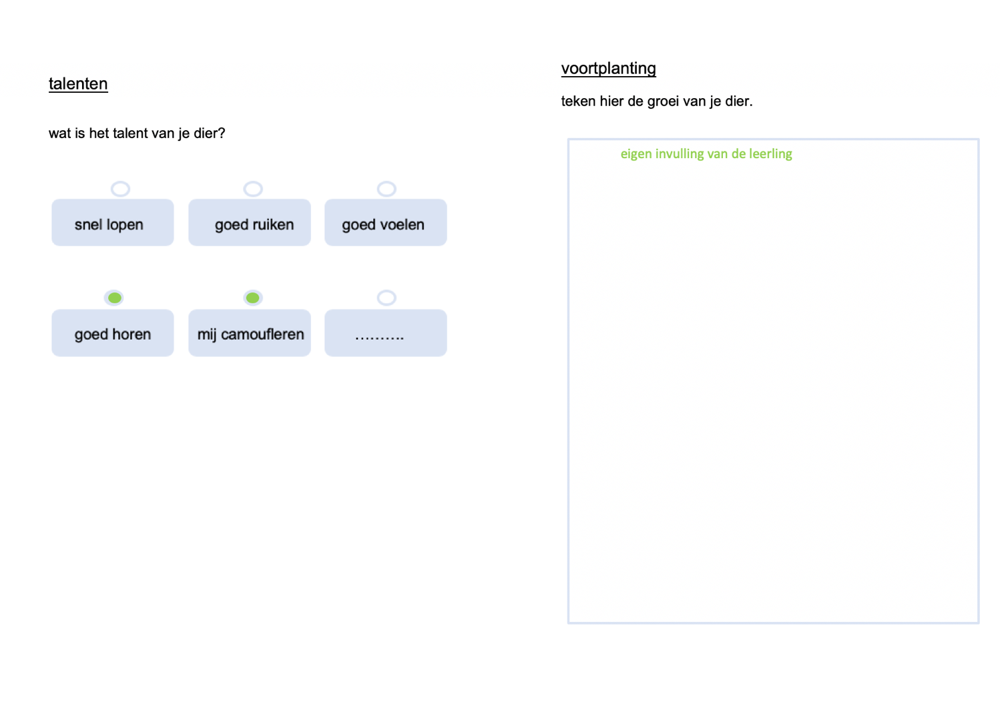 talenten
wat is het talent van je dier?
snel lopen
goed ruiken
goed voelen
goed horen
mij camoufleren
..........
voortplanting
teken hier de groei van je dier.
eigen invulling van de leerling